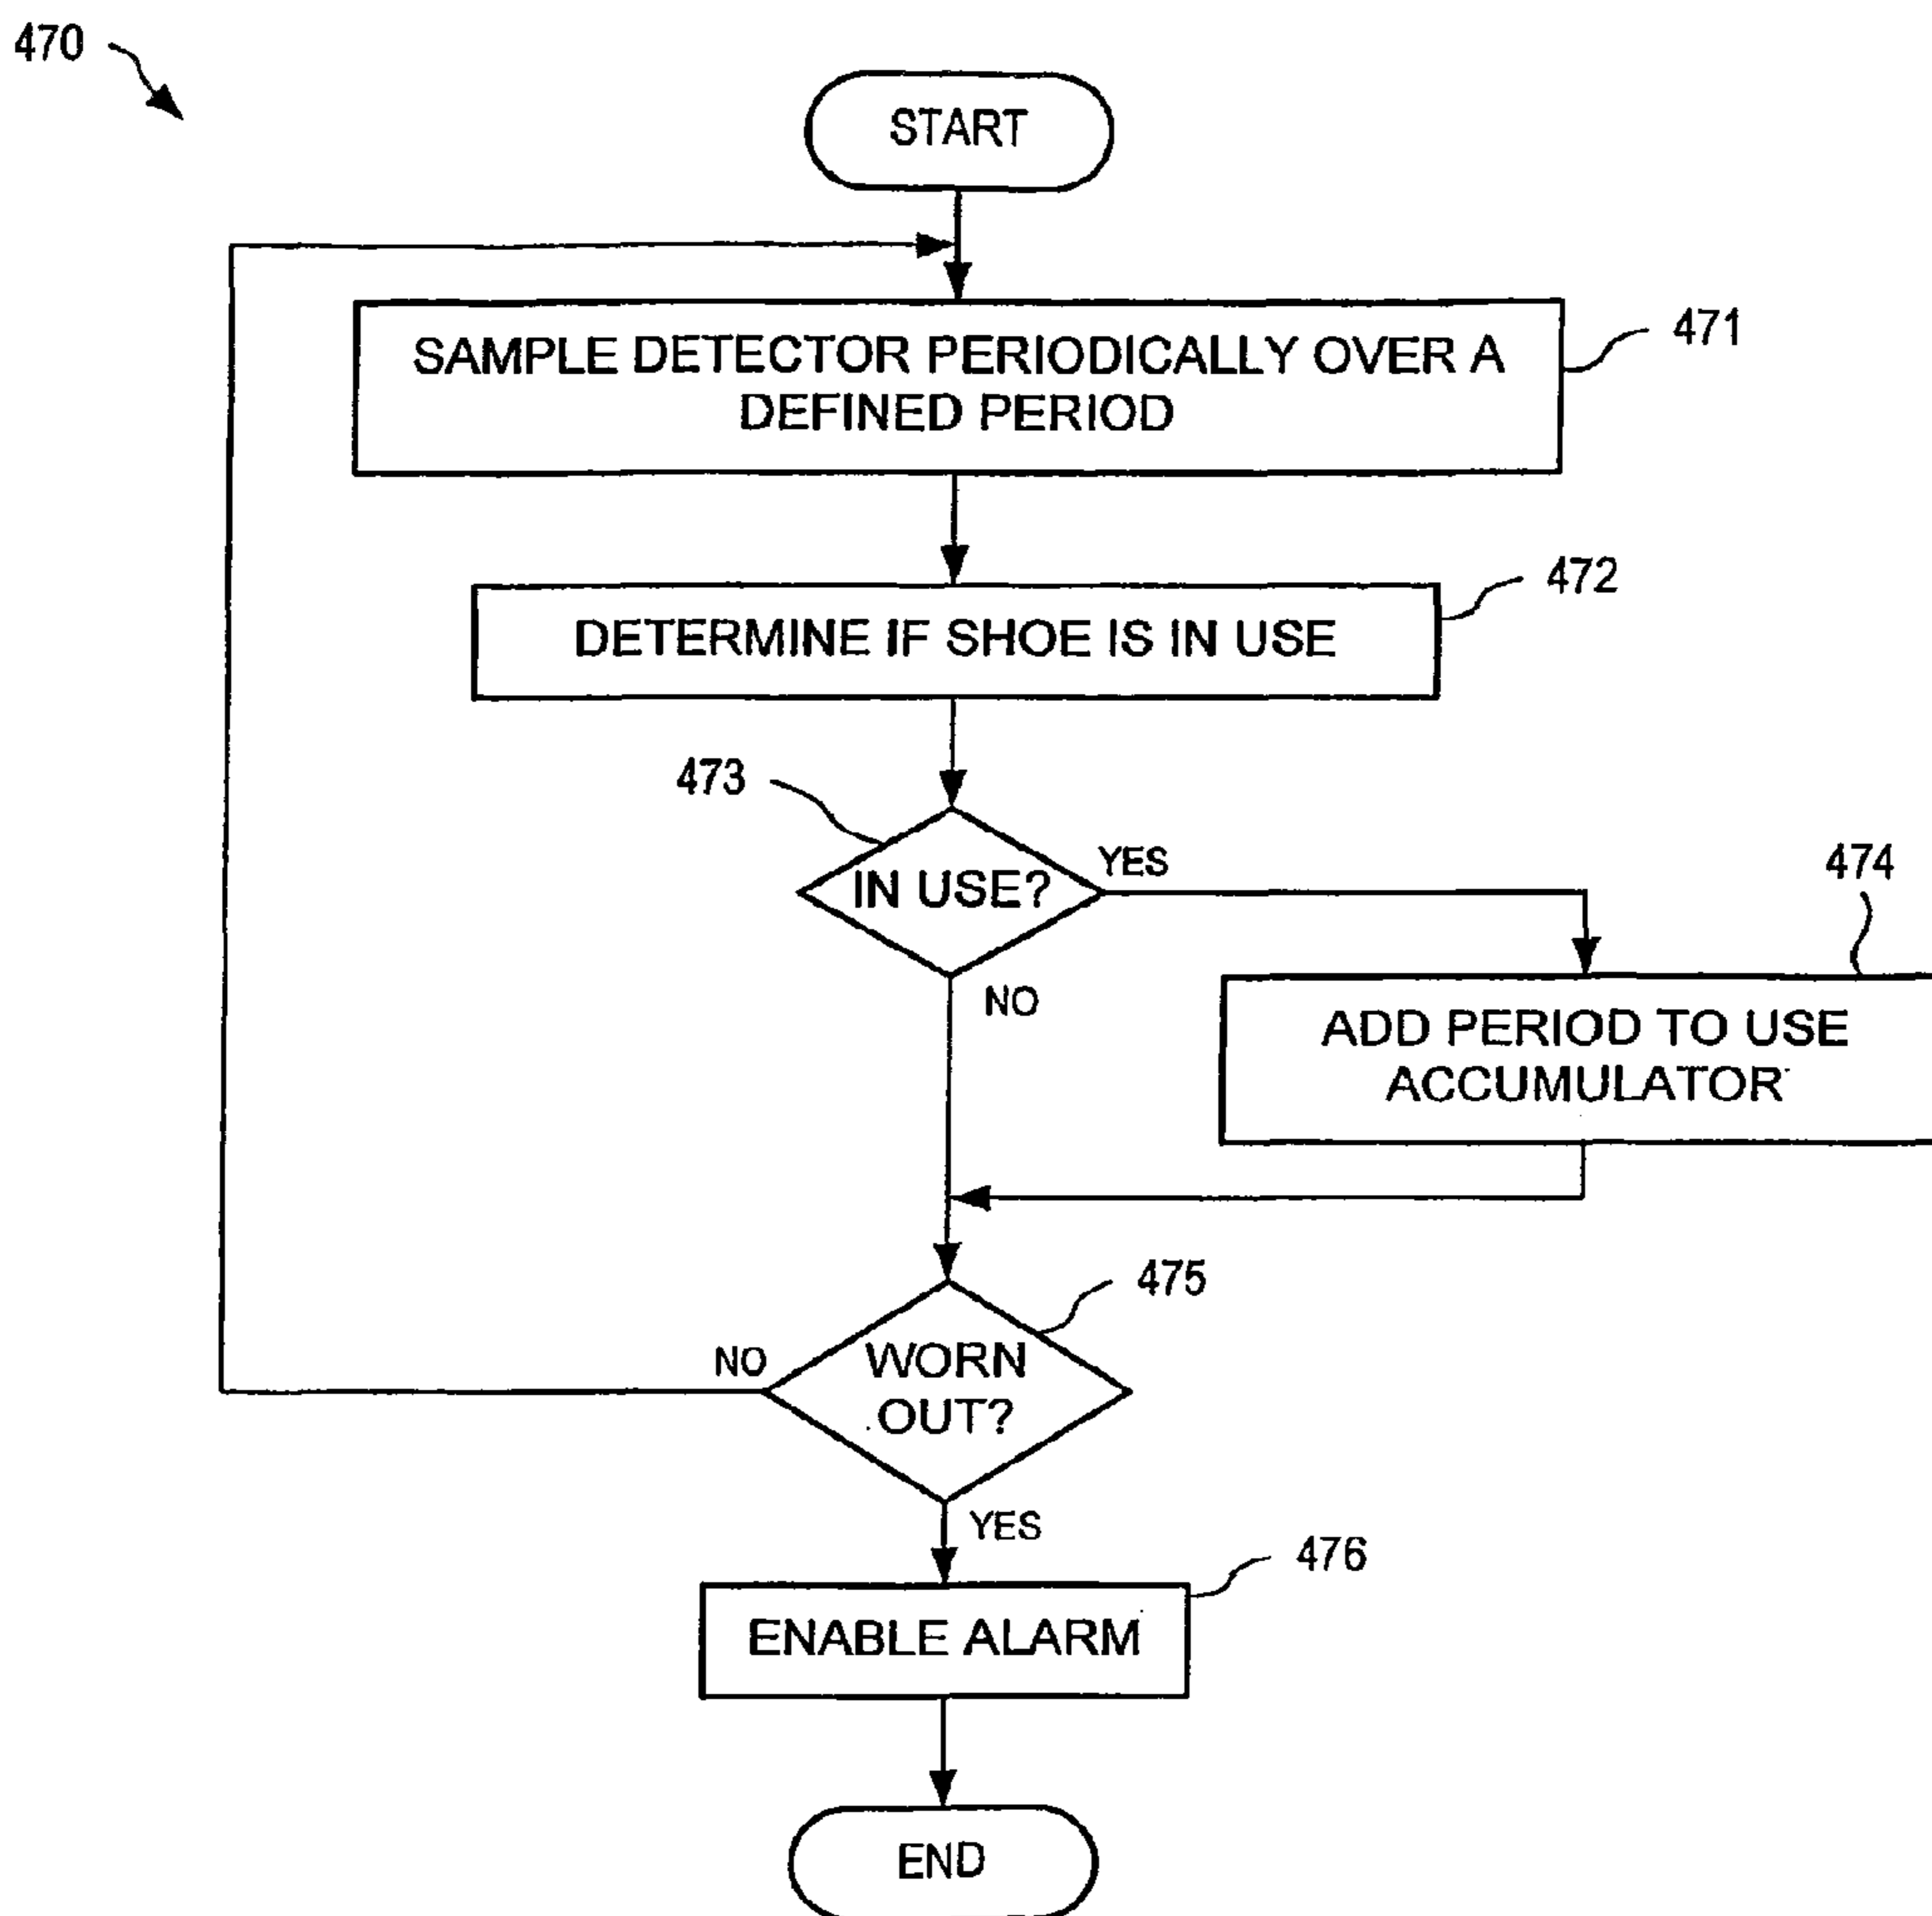 470
START
SAMPLE DETECTOR PERIODICALLY OVER A
DEFINED PERIOD
471
DETERMINE IF SHOE IS IN USE
472
473
IN USE?
YES
NO
474
ADD PERIOD TO USE
ACCUMULATOR
475
WORN
OUT?
NO
YES
476
ENABLE ALARM
END